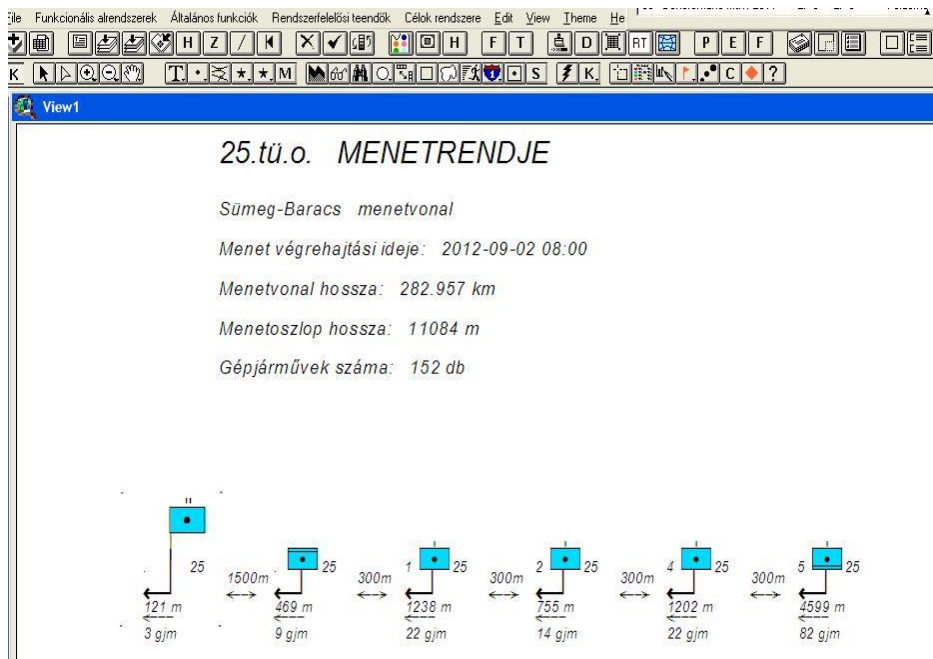 File Funkcionális alrendszerek Általános funkciók Rendszerfelelősi teendők Célok rendszere Edit View Theme He
H Z / X D RT P E F
H F T
K T M S K C ?
View1
25.tü.o. MENETRENDJE
Sümeg-Baracs menetvonal
Menet végrehajtási ideje: 2012-09-02 08:00
Menetvonal hossza: 282.957 km
Menetoszlop hossza: 11084 m
Gépjárművek száma: 152 db
25 1500m 25 300m 1 25 300m 2 25 300m 4 25 300m 5 25
121 m 469 m 1238 m 755 m 1202 m 4599 m
3 gjm 9 gjm 22 gjm 14 gjm 22 gjm 82 gjm